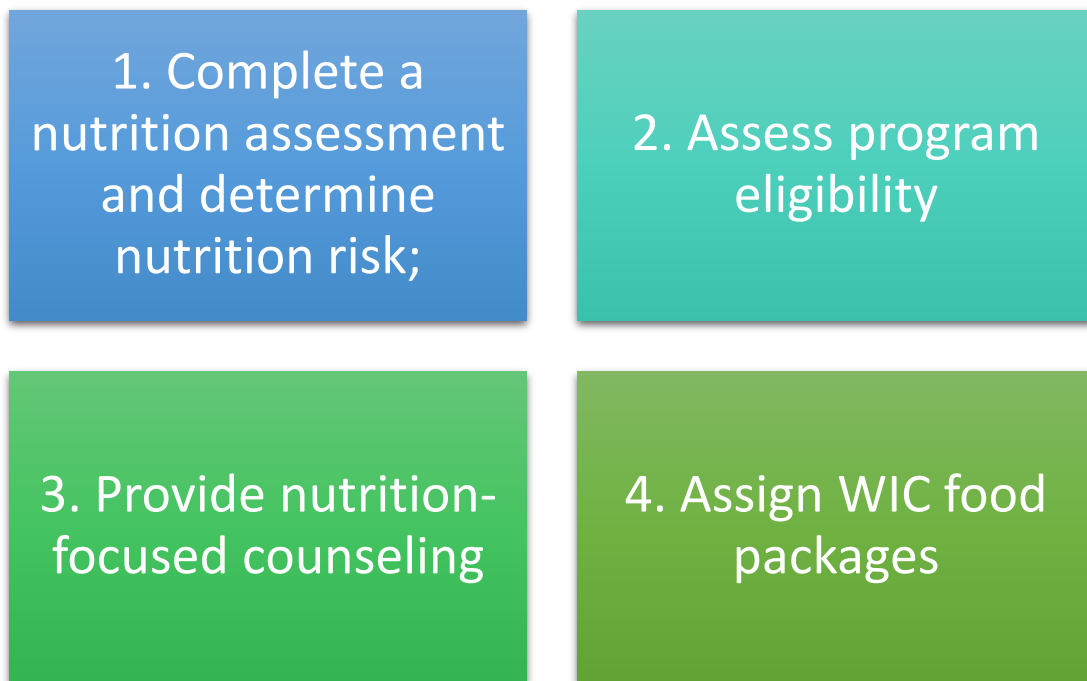 1. Complete a
nutrition assessment
and determine
nutrition risk;
2. Assess program
eligibility
3. Provide nutrition-
focused counseling
4. Assign WIC food
packages